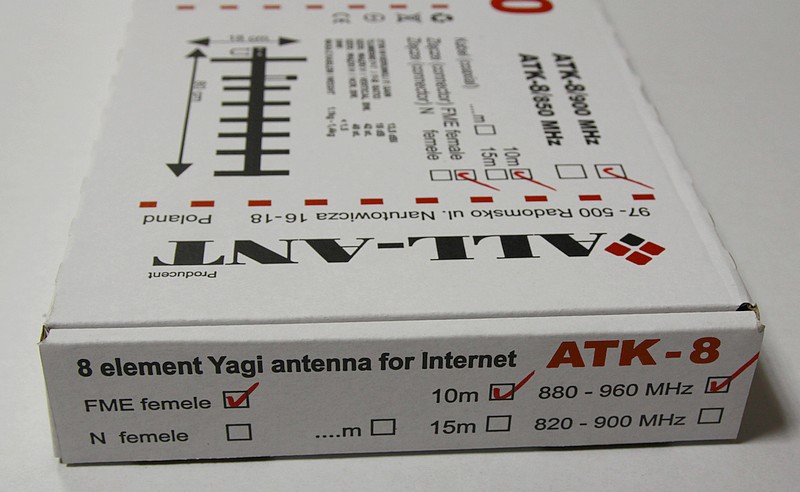 8 element Yagi antenna for Internet ATK-8
FME femele 10m 880 - 960 MHz
N femele ....m 15m 820 - 900 MHz
Producent
ALL-ANT
97-500 Radomsko ul. Narutowicza 16-18 Poland
ATK-8/900 MHz
ATK-8/850 MHz
10m
....m 15m
Złącze (connector) FME female
Złącze (connector) N female